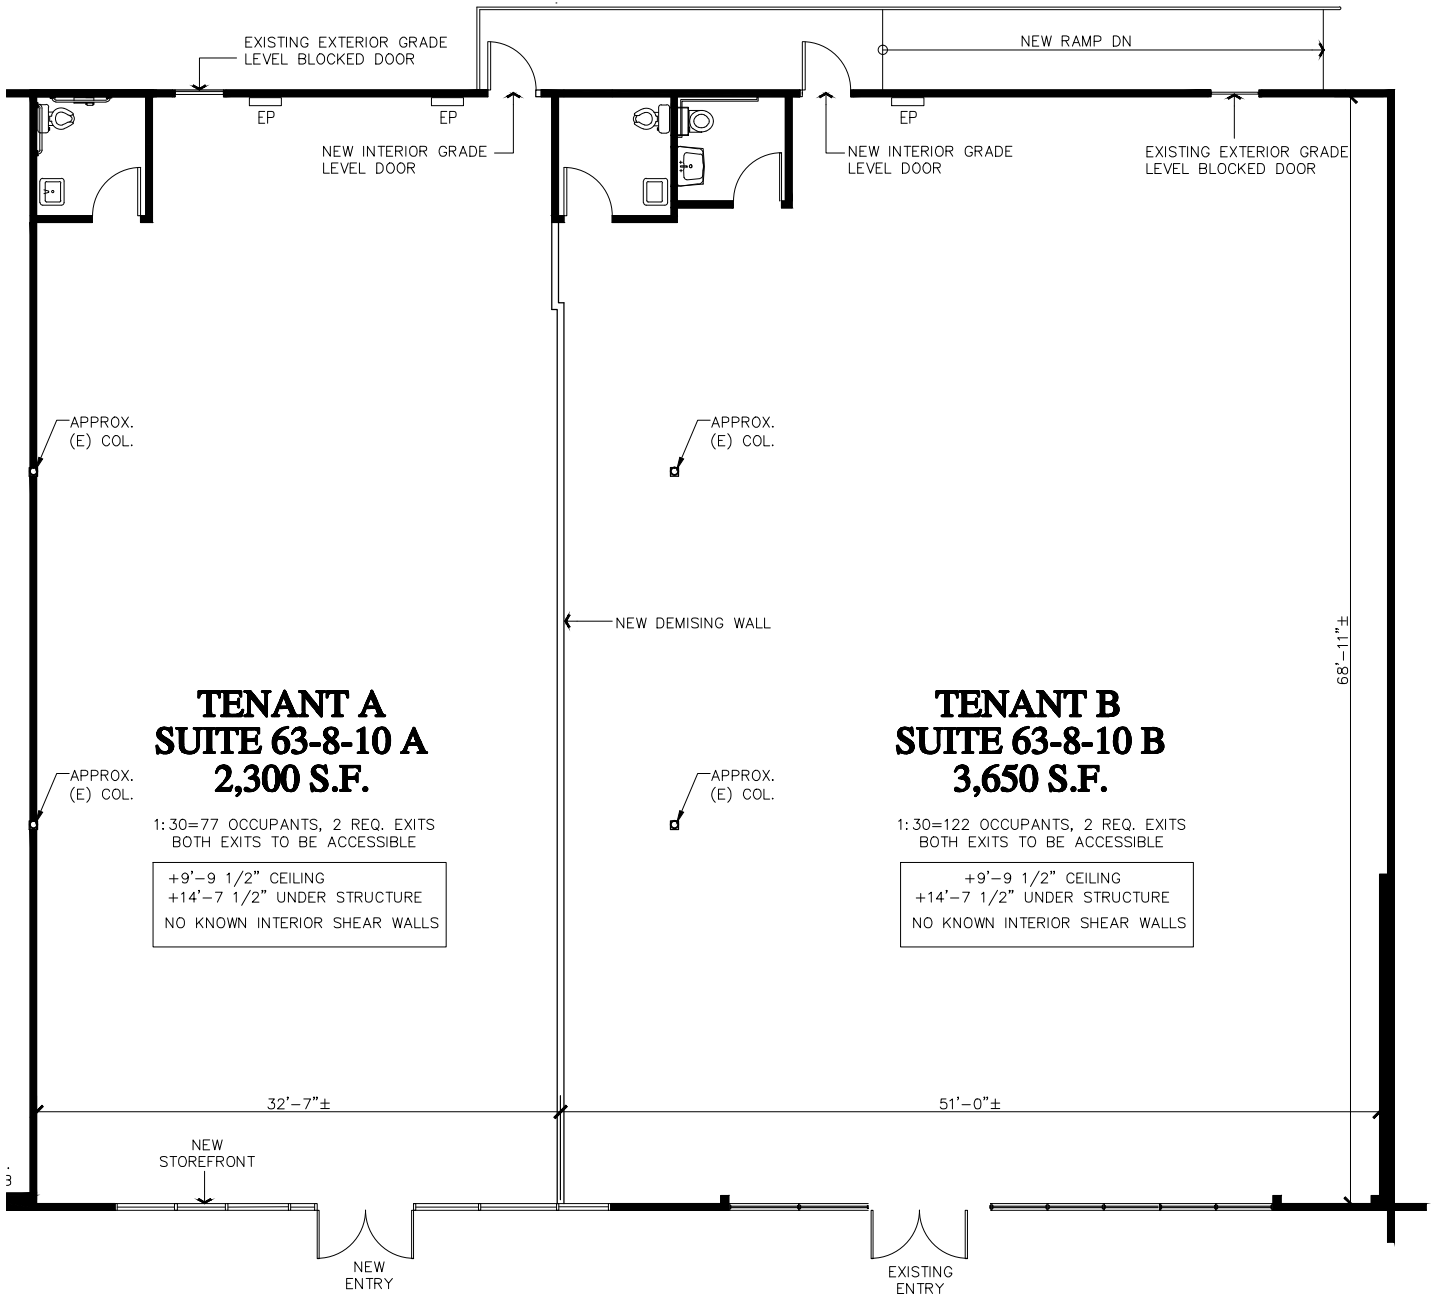 EXISTING EXTERIOR GRADE
LEVEL BLOCKED DOOR
NEW RAMP DN
EP
EP
EP
NEW INTERIOR GRADE
LEVEL DOOR
NEW INTERIOR GRADE
LEVEL DOOR
EXISTING EXTERIOR GRADE
LEVEL BLOCKED DOOR
APPROX.
(E) COL.
APPROX.
(E) COL.
NEW DEMISING WALL
68'-11"±
TENANT A
SUITE 63-8-10 A
2,300 S.F.
TENANT B
SUITE 63-8-10 B
3,650 S.F.
APPROX.
(E) COL.
APPROX.
(E) COL.
1:30=77 OCCUPANTS, 2 REQ. EXITS
BOTH EXITS TO BE ACCESSIBLE
1:30=122 OCCUPANTS, 2 REQ. EXITS
BOTH EXITS TO BE ACCESSIBLE
+9'-9 1/2" CEILING
+14'-7 1/2" UNDER STRUCTURE
NO KNOWN INTERIOR SHEAR WALLS
+9'-9 1/2" CEILING
+14'-7 1/2" UNDER STRUCTURE
NO KNOWN INTERIOR SHEAR WALLS
32'-7"±
51'-0"±
NEW
STOREFRONT
NEW
ENTRY
EXISTING
ENTRY